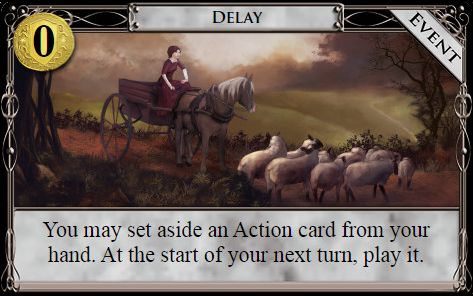 DELAY
0
EVENT
You may set aside an Action card from your
hand. At the start of your next turn, play it.